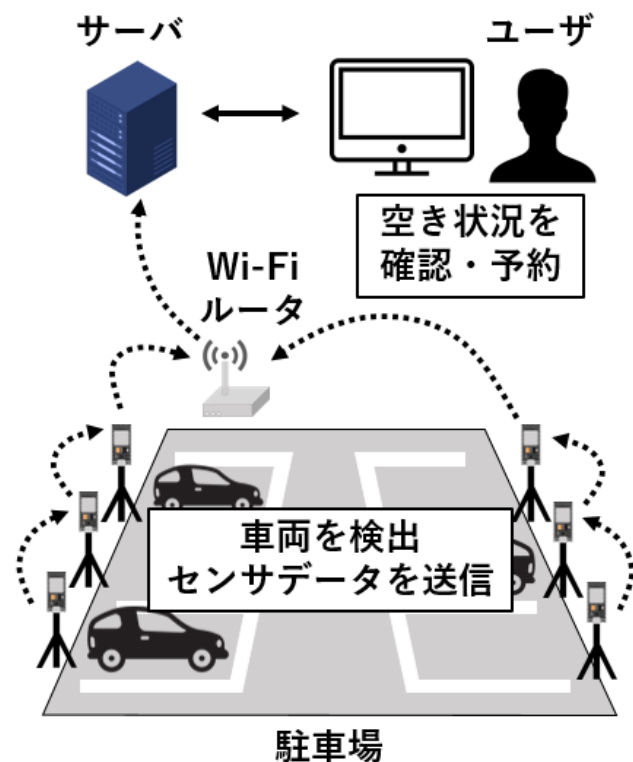 サーバ
ユーザ
空き状況を
確認・予約
Wi-Fi
ルータ
車両を検出
センサデータを送信
駐車場